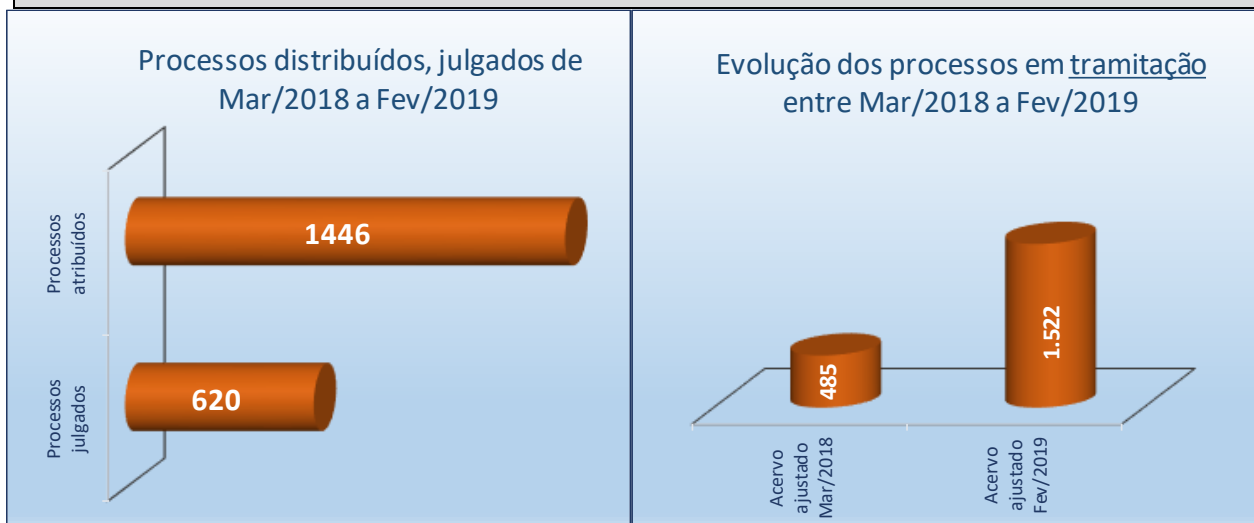 Processos distribuídos, julgados de
Mar/2018 a Fev/2019
Processos
atribuídos
1446
Processos
julgados
620
Evolução dos processos em tramitação
entre Mar/2018 a Fev/2019
485
1.522
Acervo
ajustado
Mar/2018
Acervo
ajustado
Fev/2019